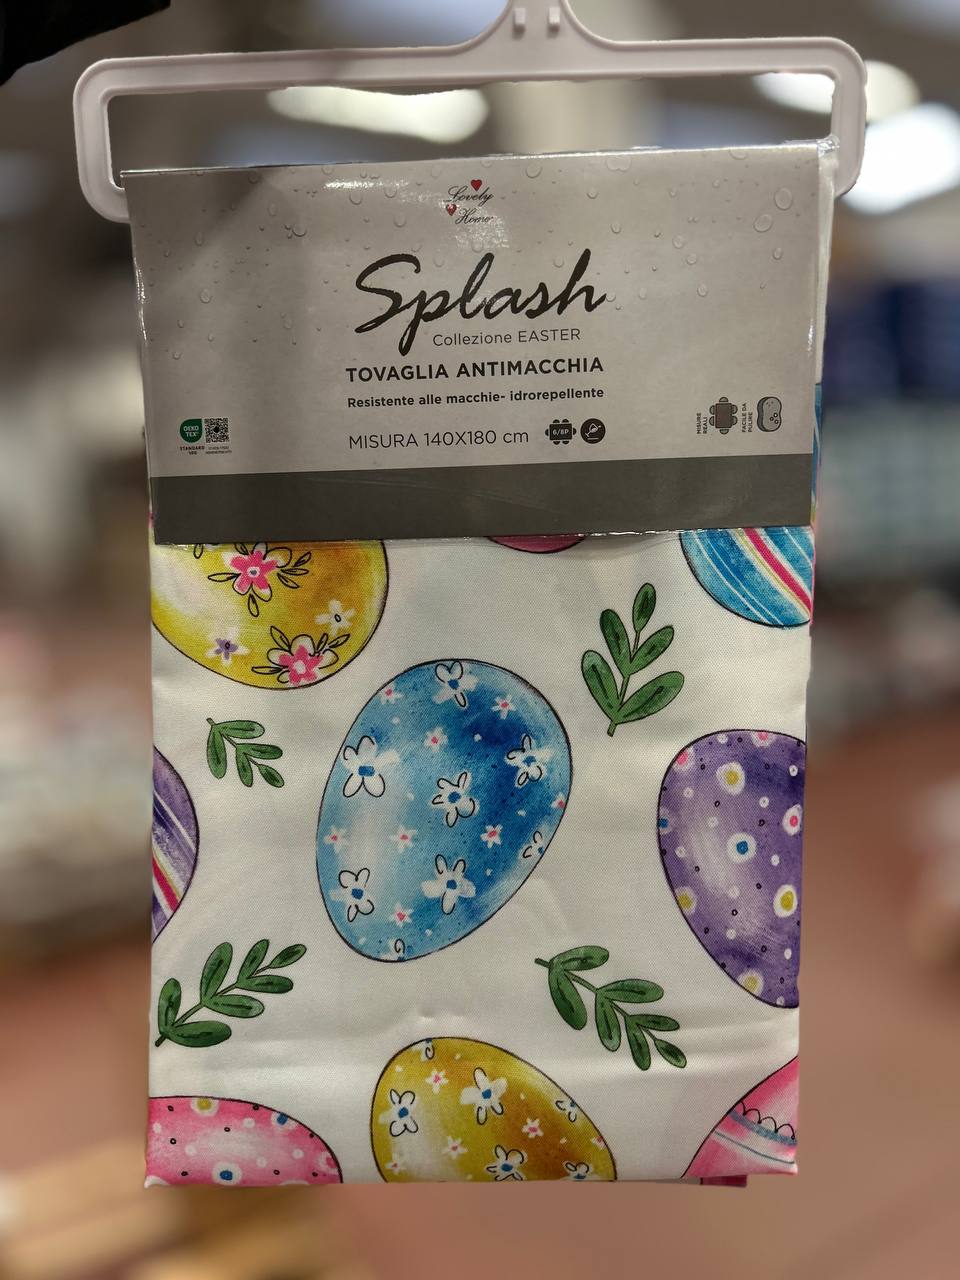 Lovely
Home
Splash
Collezione EASTER
TOVAGLIA ANTIMACCHIA
Resistente alle macchie- idrorepellente
MISURA 140X180 cm
6/8P
OEKO
TEX
STANDARD
100
MISURE
REALI
FACILE DA
PULIRE